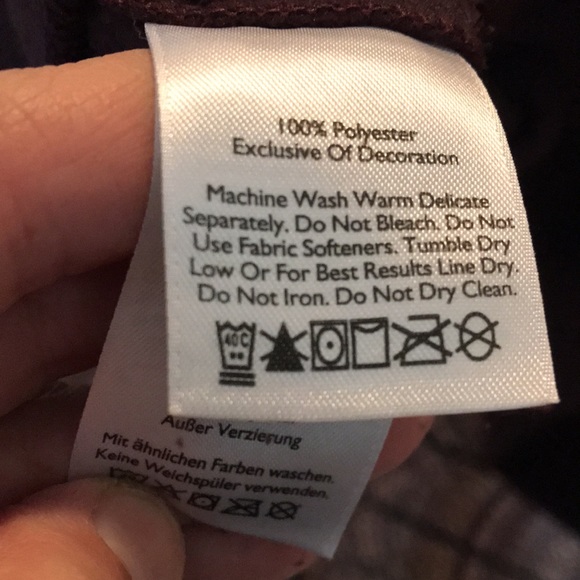 100% Polyester
Exclusive Of Decoration
Machine Wash Warm Delicate
Separately. Do Not Bleach. Do Not
Use Fabric Softeners. Tumble Dry
Low Or For Best Results Line Dry.
Do Not Iron. Do Not Dry Clean.
40C
Außer Verzierung
Mit ähnlichen Farben waschen.
Keine Weichspüler verwenden.